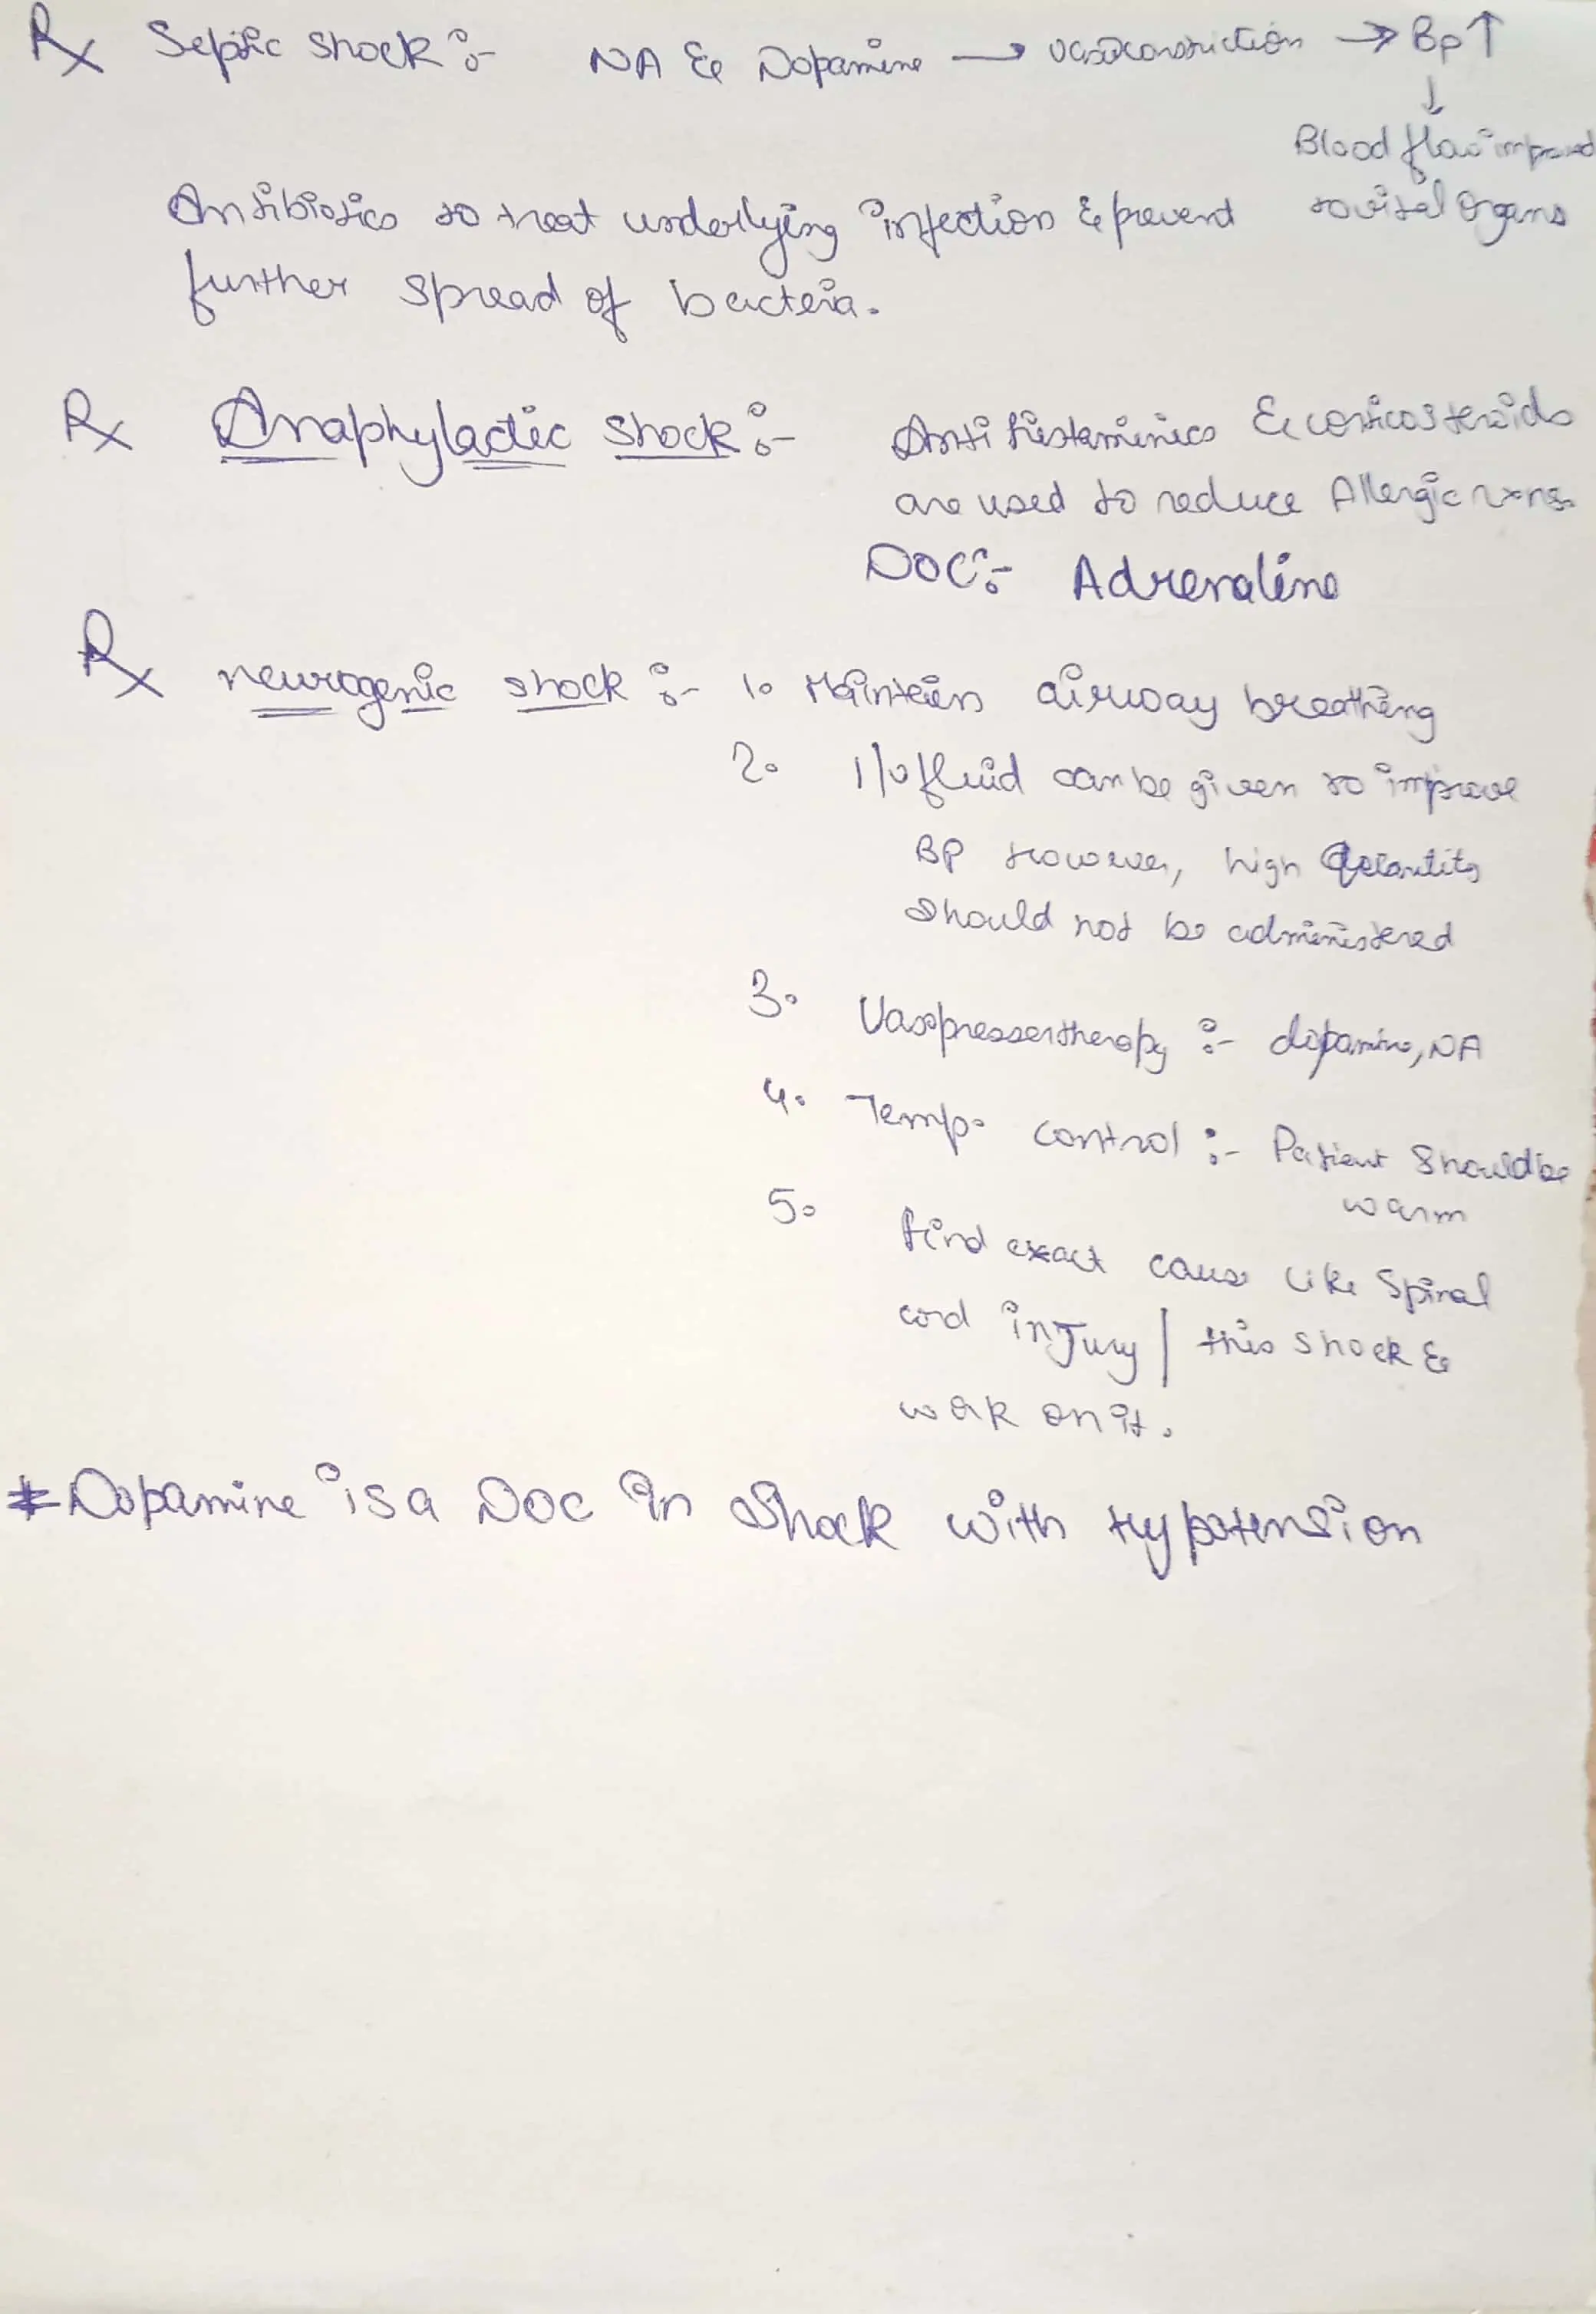 Rx Septic shock :- NA & Dopamine → vasoconstriction → Bp↑
↓
Blood flow improved
to vital organs
Antibiotics to treat underlying infection & prevent
further spread of bacteria.
Rx Anaphylactic shock :- Anti histaminics & corticosteroids
are used to reduce Allergic rxns.
DOC :- Adrenaline
Rx neurogenic shock :- 1. Maintain airway breathing
2. I/v fluid can be given to improve
BP However, high Quantity
should not be administered
3. Vasopressor therapy :- dopamine, NA
4. Temp. control :- Patient should be
warm
5. find exact cause like Spinal
cord injury / this shock &
work on it.
* Dopamine is a DOC in shock with Hypotension